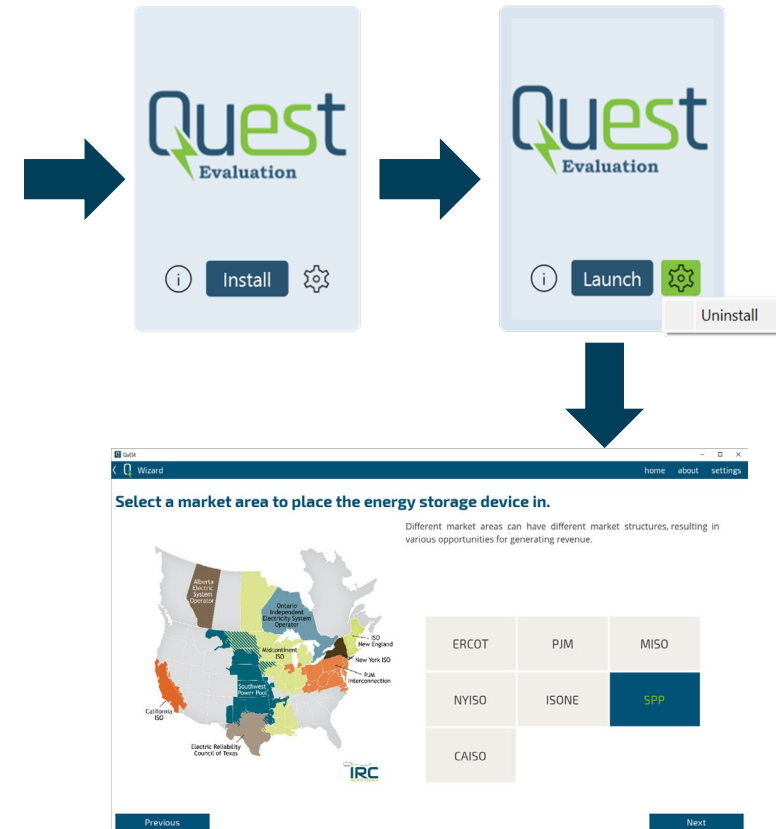 Quest
Evaluation
i
Install
Quest
Evaluation
i
Launch
Uninstall
QuESt
Wizard
home about settings
Select a market area to place the energy storage device in.
Different market areas can have different market structures, resulting in
various opportunities for generating revenue.
Alberta
Electric
System
Operator
Ontario
Independent
Electricity System
Operator
ISO
New England
Midcontinent
ISO
New York ISO
PJM
Interconnection
Southwest
Power Pool
California
ISO
Electric Reliability
Council of Texas
IRC
ERCOT PJM MISO
NYISO ISONE SPP
CAISO
Previous
Next